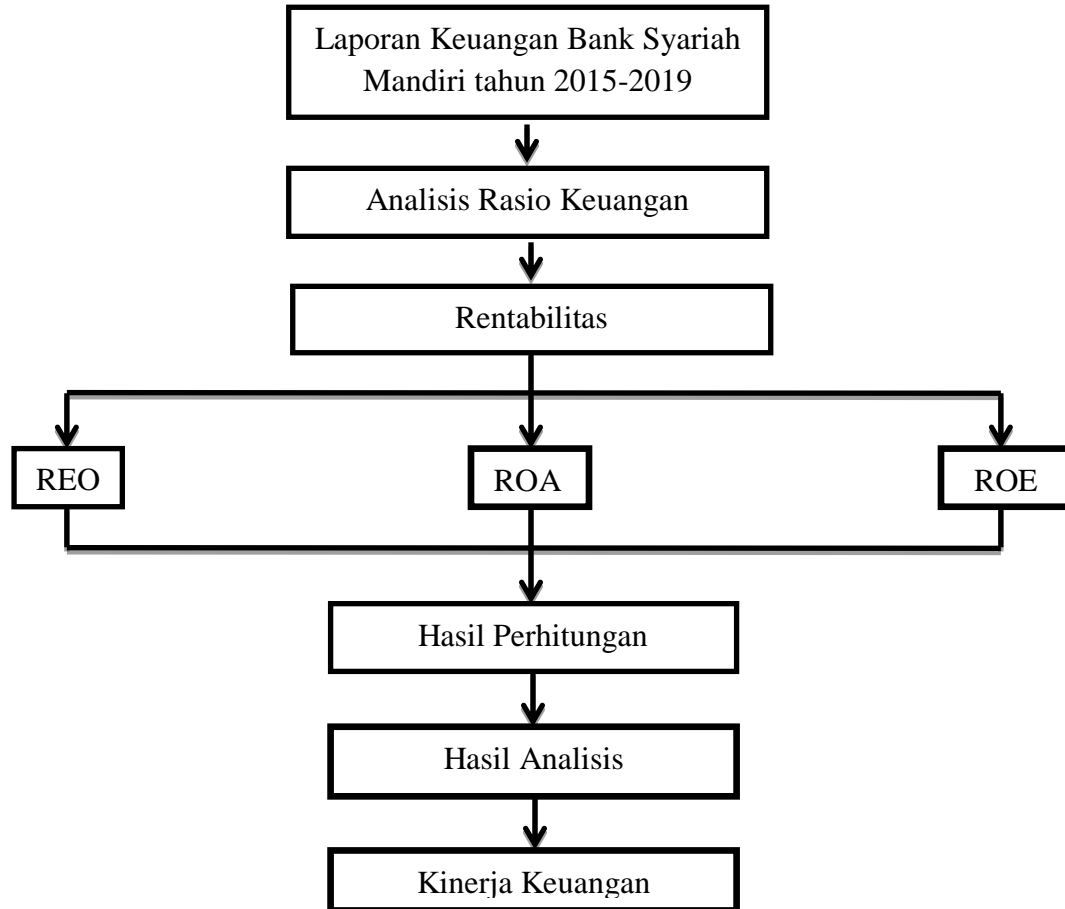 Laporan Keuangan Bank Syariah
Mandiri tahun 2015-2019
Analisis Rasio Keuangan
Rentabilitas
REO
ROA
ROE
Hasil Perhitungan
Hasil Analisis
Kinerja Keuangan